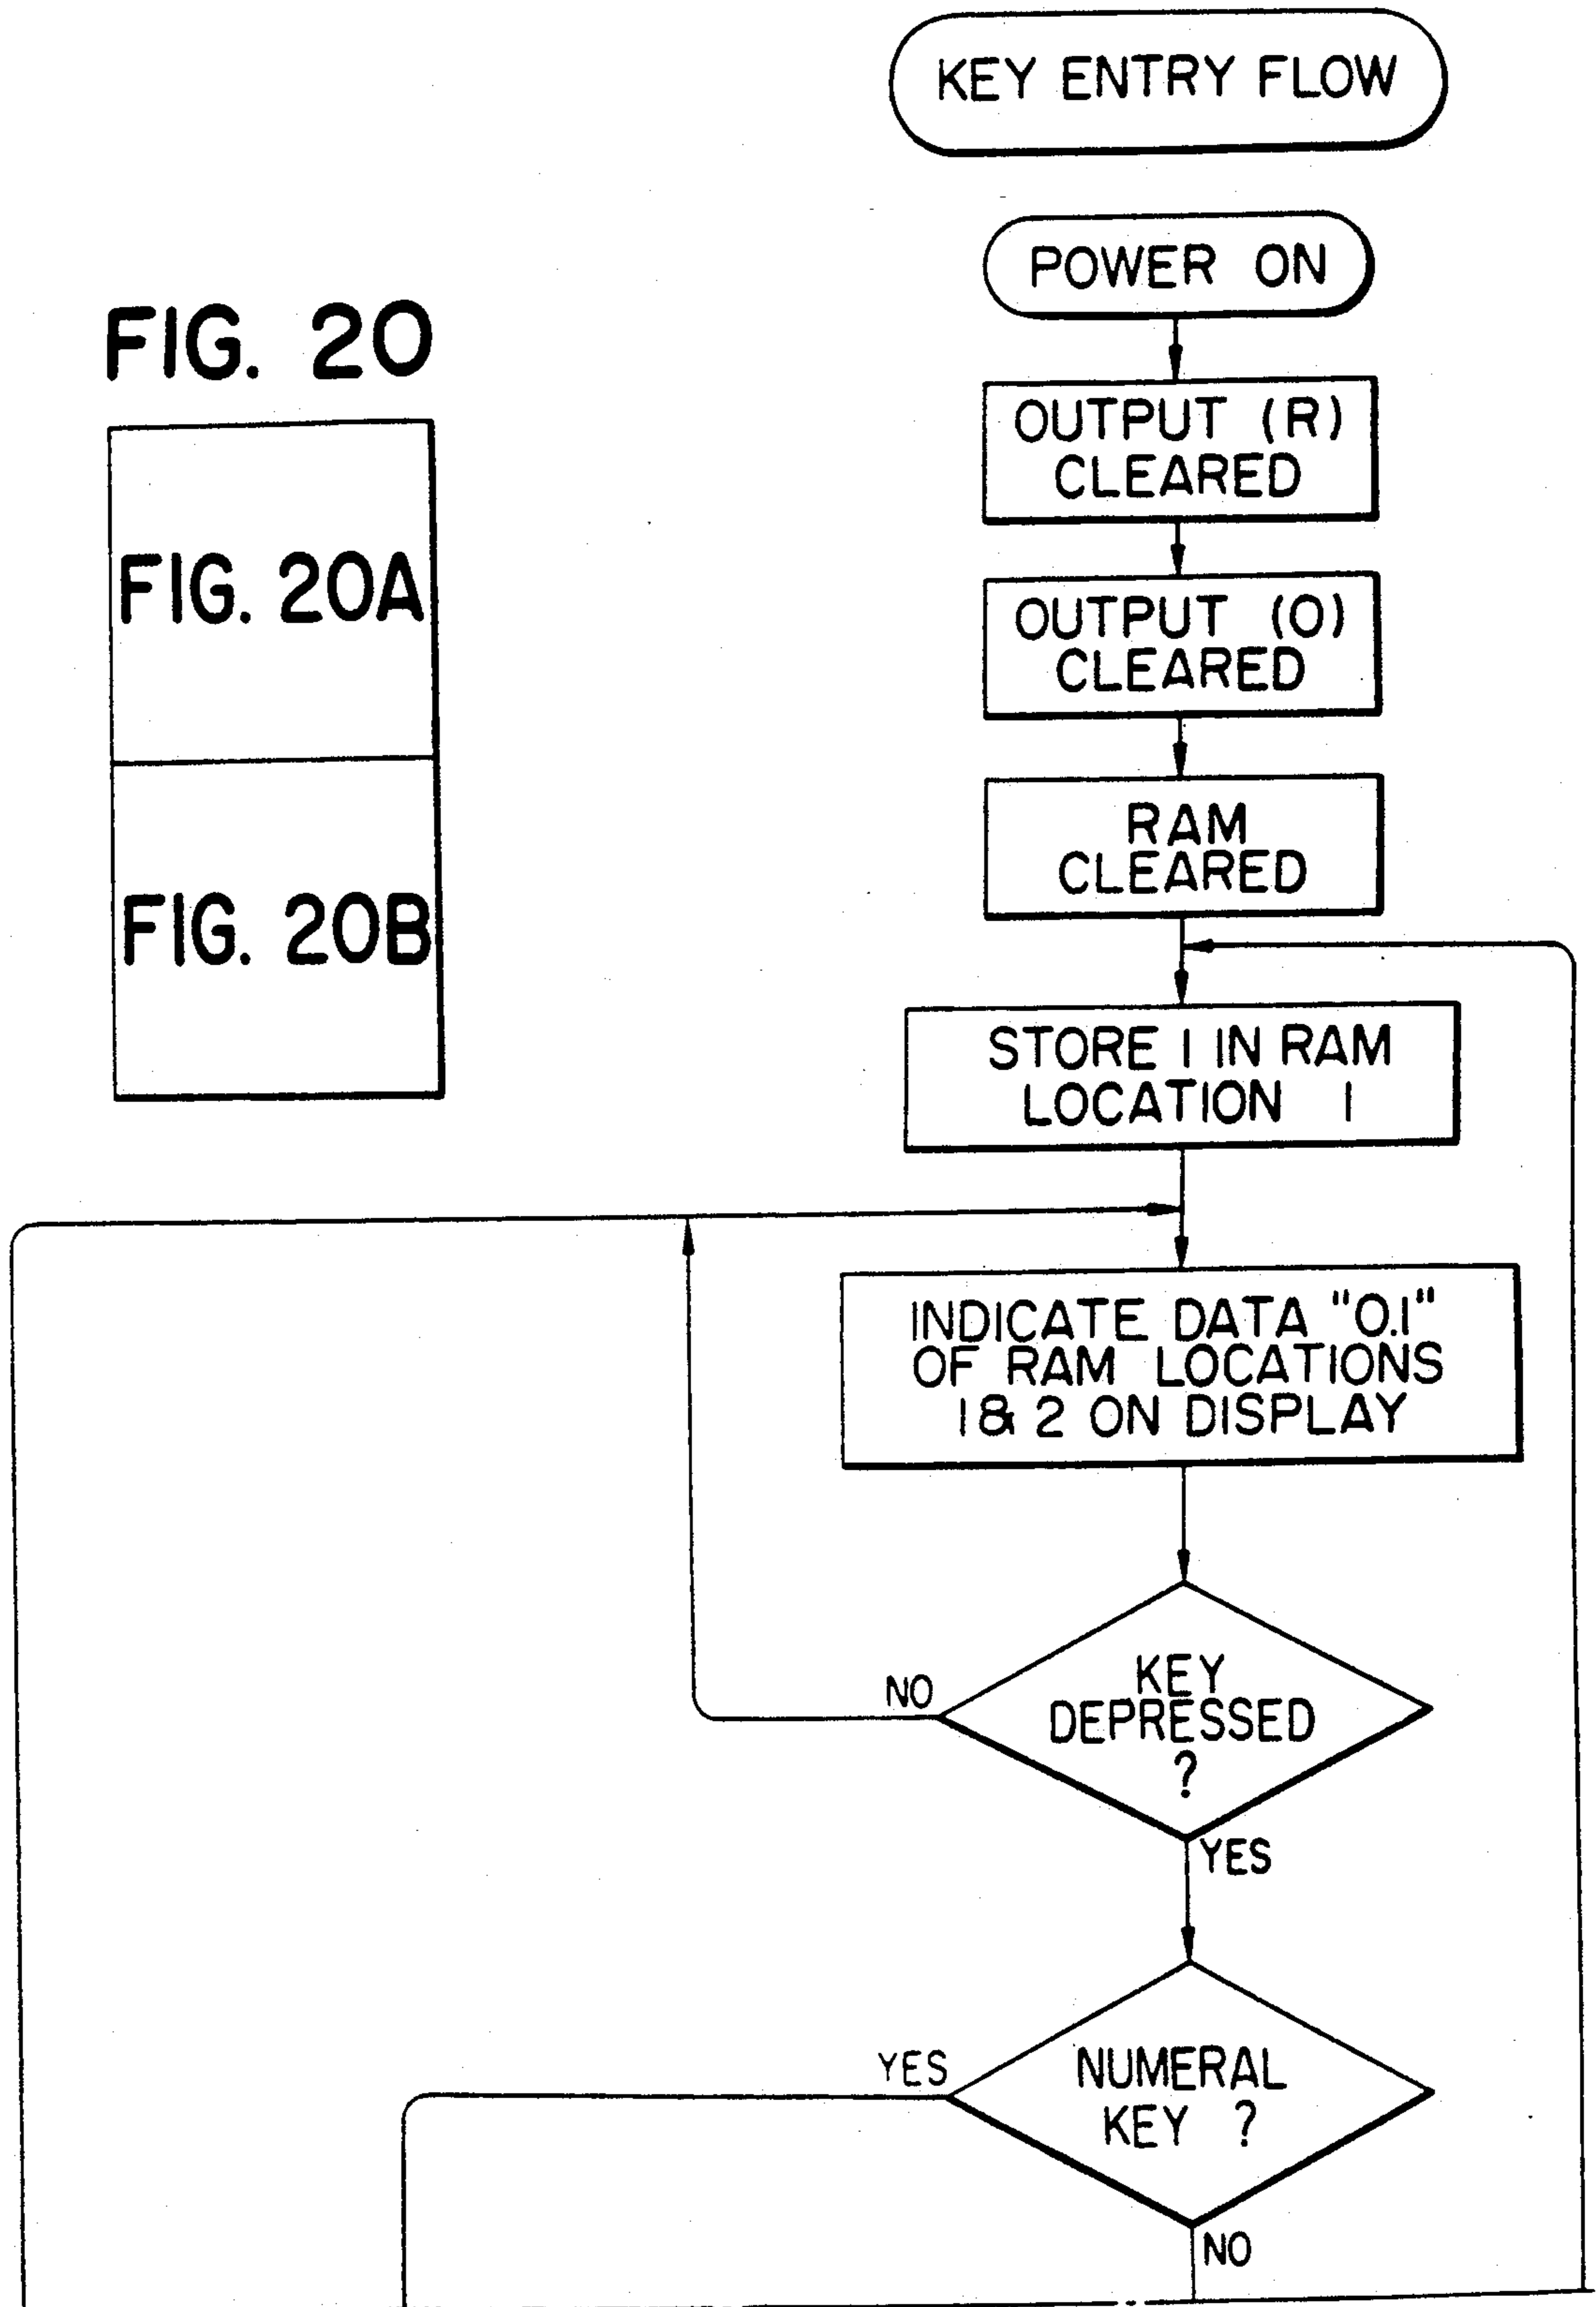 KEY ENTRY FLOW
POWER ON
FIG. 20
FIG. 20A
FIG. 20B
OUTPUT (R)
CLEARED
OUTPUT (O)
CLEARED
RAM
CLEARED
STORE 1 IN RAM
LOCATION 1
INDICATE DATA "0.1"
OF RAM LOCATIONS
1 & 2 ON DISPLAY
KEY
DEPRESSED
?
NO
YES
NUMERAL
KEY ?
YES
NO